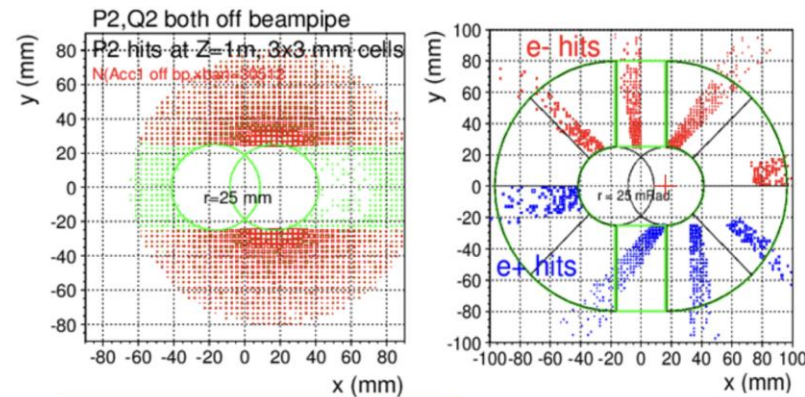 P2,Q2 both off beampipe
P2 hits at Z=1m, 3x3 mm cells
y (mm)
80
60
40
20
0
-20
-40
-60
-80
r=25 mm
-80 -60 -40 -20 0 20 40 60 80
x (mm)
y (mm)
100
80
60
40
20
0
-20
-40
-60
-80
-100
e- hits
r = 25 mRad
e+ hits
-100 -80 -60 -40 -20 0 20 40 60 80 100
x (mm)